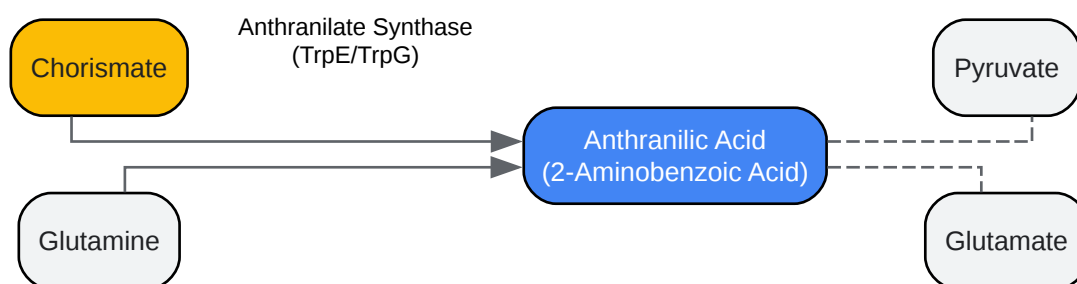 Anthranilate Synthase
(TrpE/TrpG)
Chorismate
Pyruvate
Anthranilic Acid
(2-Aminobenzoic Acid)
Glutamine
Glutamate